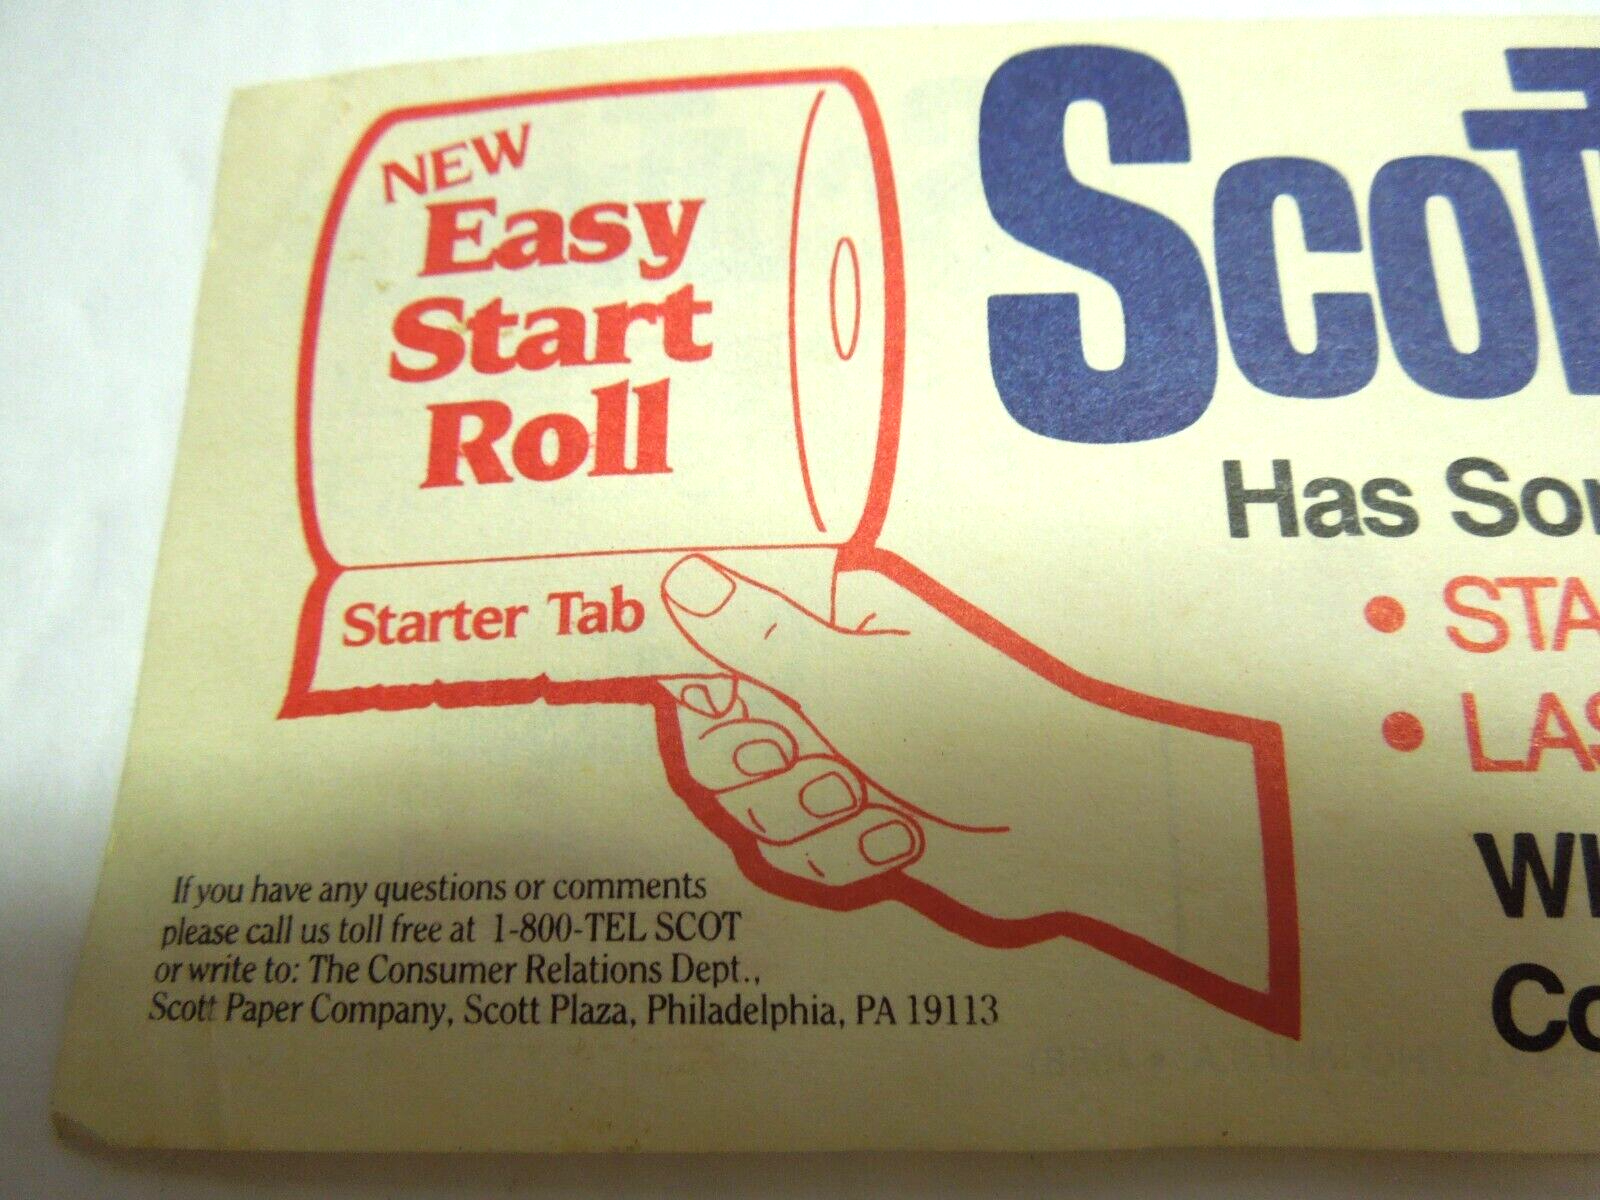 NEW
Easy
Start
Roll
Starter Tab
If you have any questions or comments
please call us toll free at 1-800-TEL SCOT
or write to: The Consumer Relations Dept.,
Scott Paper Company, Scott Plaza, Philadelphia, PA 19113
Has
•
•